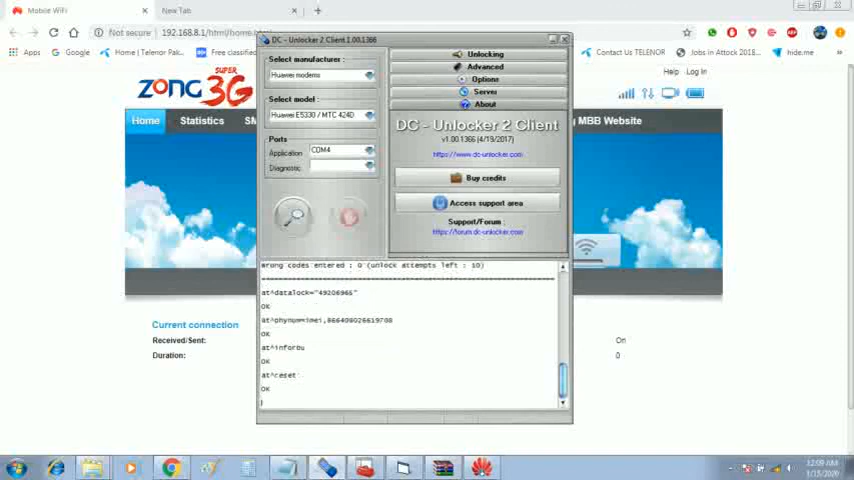 Mobile WiFi
New Tab
Not secure
192.168.8.1/html/home.h
Apps
Google
Home | Telenor Pak...
Free classified
Contact Us TELENOR
Jobs in Attock 2018...
hide.me
DC - Unlocker 2 Client 1.00.1366
Select manufacturer :
Huawei modems
Select model :
Huawei E5330 / MTC 424D
Ports
Application
COM4
Diagnostic
Unlocking
Advanced
Options
Server
About
DC - Unlocker 2 Client
v1.00.1366 (4/19/2017)
https://www.dc-unlocker.com
Buy credits
Access support area
Support/Forum :
https://forum.dc-unlocker.com
Help
Log In
ZONG SUPER 3G
Home
Statistics
MBB Website
Wrong codes entered : 0 (unlock attempts left : 10)
at^datalock="49206965"
OK
at^phynum=imei,866408026619708
OK
at^inforbu
OK
at^reset
OK
Current connection
Received/Sent:
Duration:
On
0
12:09 AM
1/15/2020